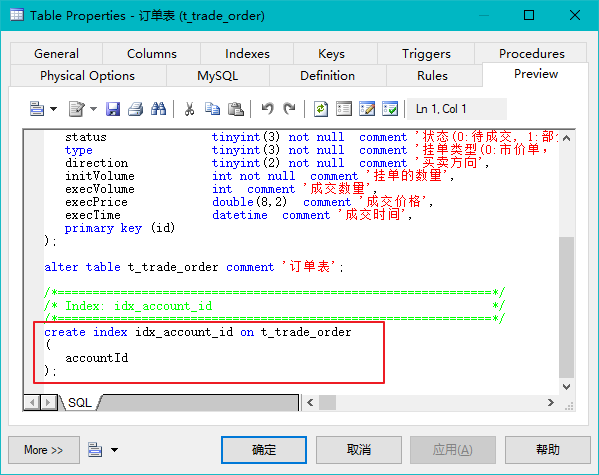 Table Properties - 订单表 (t_trade_order)
General Columns Indexes Keys Triggers Procedures
Physical Options MySQL Definition Rules Preview
Ln 1, Col 1
status tinyint(3) not null comment '状态(0:待成交, 1:部
type tinyint(3) not null comment '挂单类型(0:市价单,
direction tinyint(2) not null comment '买卖方向',
initVolume int not null comment '挂单的数量',
execVolume int comment '成交数量',
execPrice double(8,2) comment '成交价格',
execTime datetime comment '成交时间',
primary key (id)
);
alter table t_trade_order comment '订单表';
/*==============================================================*/
/* Index: idx_account_id */
/*==============================================================*/
create index idx_account_id on t_trade_order
(
accountId
);
SQL
More >> 确定 取消 应用(A) 帮助